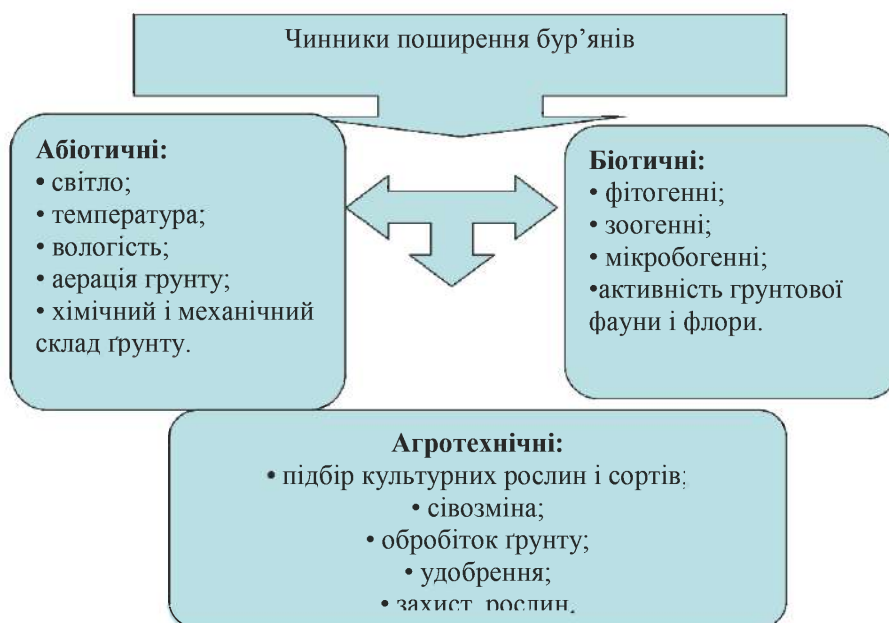 Чинники поширення бур’янів
Абіотичні:
• світло;
• температура;
• вологість;
• аерація грунту;
• хімічний і механічний
склад ґрунту.
Біотичні:
• фітогенні;
• зоогенні;
• мікробогенні;
•активність грунтової
фауни і флори.
Агротехнічні:
• підбір культурних рослин і сортів;
• сівозміна;
• обробіток ґрунту;
• удобрення;
• захист рослин.